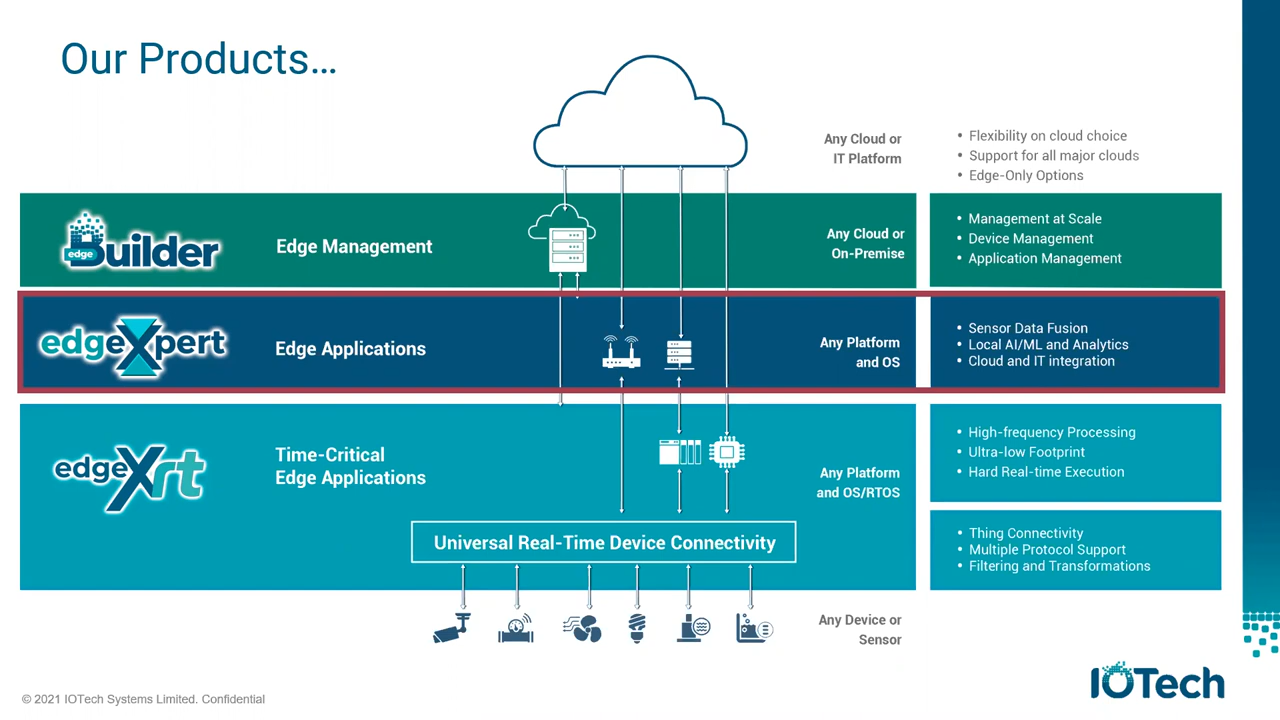 Our Products…
Any Cloud or
IT Platform
• Flexibility on cloud choice
• Support for all major clouds
• Edge-Only Options
edge
Builder
Edge Management
Any Cloud or
On-Premise
• Management at Scale
• Device Management
• Application Management
edgeXpert
Edge Applications
Any Platform
and OS
• Sensor Data Fusion
• Local AI/ML and Analytics
• Cloud and IT integration
edgeXrt
Time-Critical
Edge Applications
Any Platform
and OS/RTOS
• High-frequency Processing
• Ultra-low Footprint
• Hard Real-time Execution
Universal Real-Time Device Connectivity
• Thing Connectivity
• Multiple Protocol Support
• Filtering and Transformations
Any Device or
Sensor
© 2021 IOTech Systems Limited. Confidential
IOTech